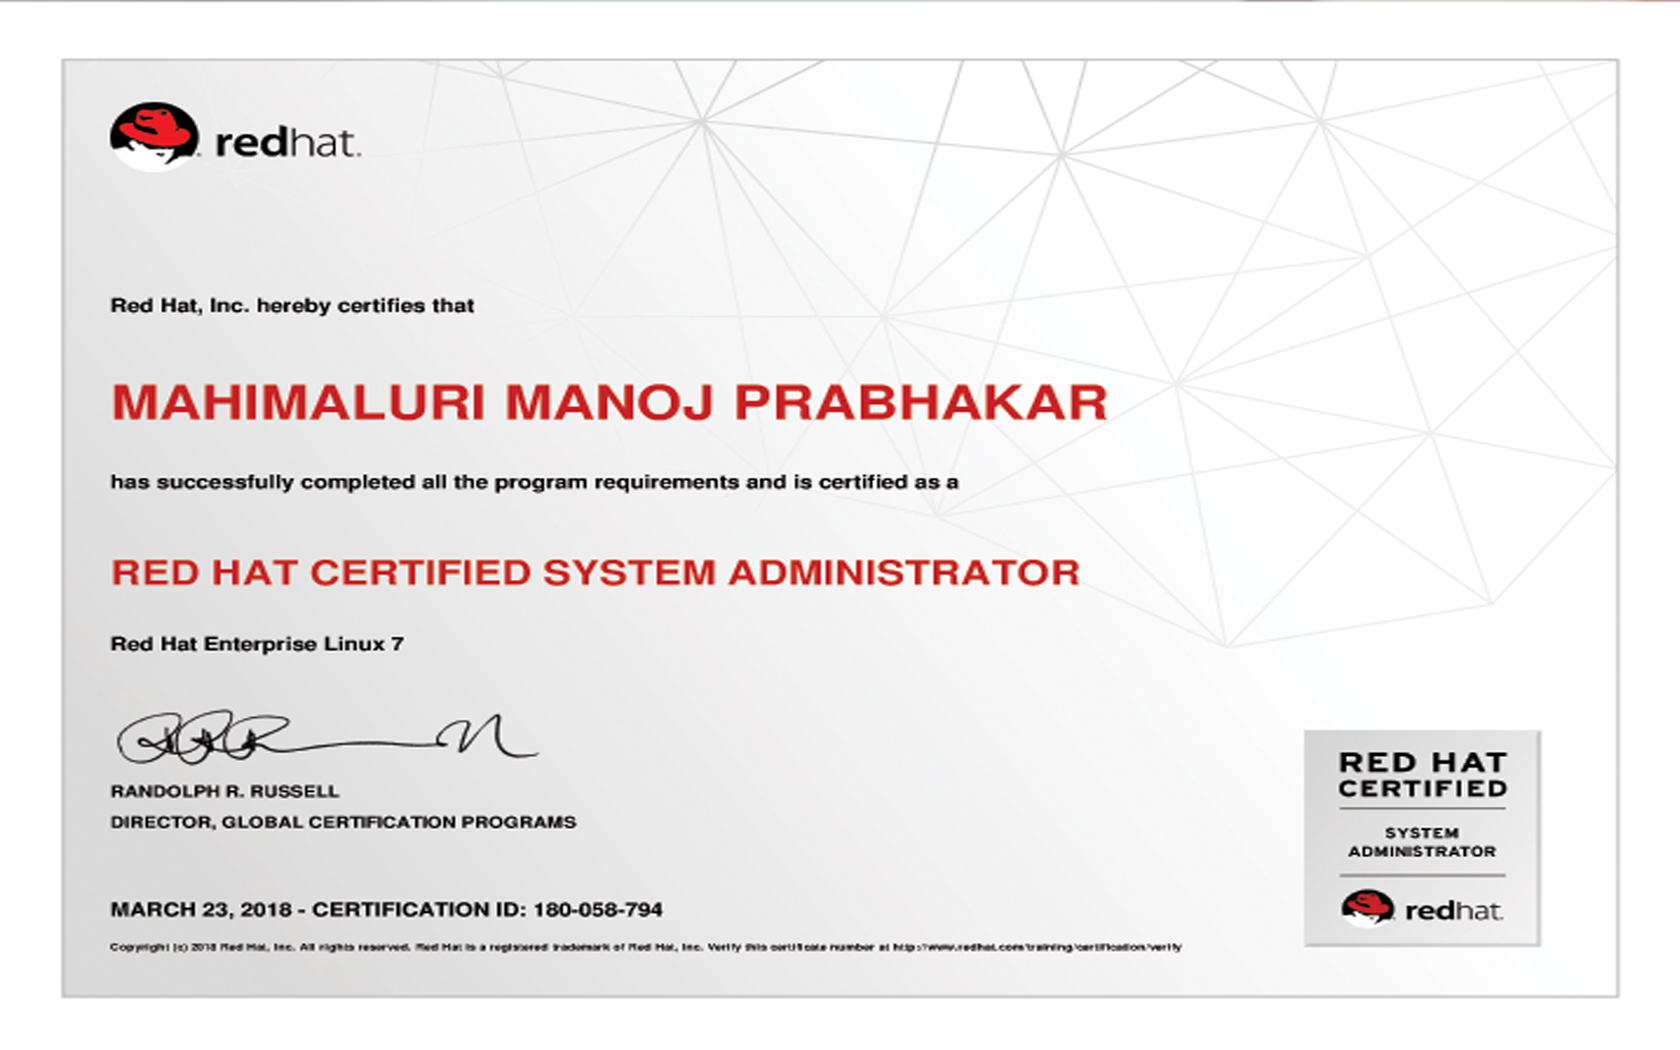 redhat.
Red Hat, Inc. hereby certifies that
MAHIMALURI MANOJ PRABHAKAR
has successfully completed all the program requirements and is certified as a
RED HAT CERTIFIED SYSTEM ADMINISTRATOR
Red Hat Enterprise Linux 7
RANDOLPH R. RUSSELL
DIRECTOR, GLOBAL CERTIFICATION PROGRAMS
MARCH 23, 2018 - CERTIFICATION ID: 180-058-794
Copyright (c) 2018 Red Hat, Inc. All rights reserved. Red Hat is a registered trademark of Red Hat, Inc. Verify this certificate number at http://www.redhat.com/training/certification/verify
RED HAT
CERTIFIED
SYSTEM
ADMINISTRATOR
redhat.